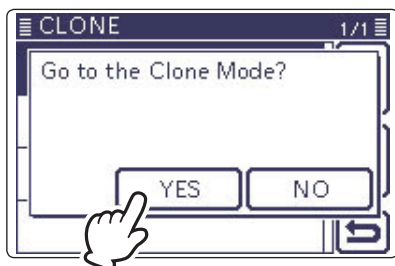 CLONE 1/1
Go to the Clone Mode?
YES NO